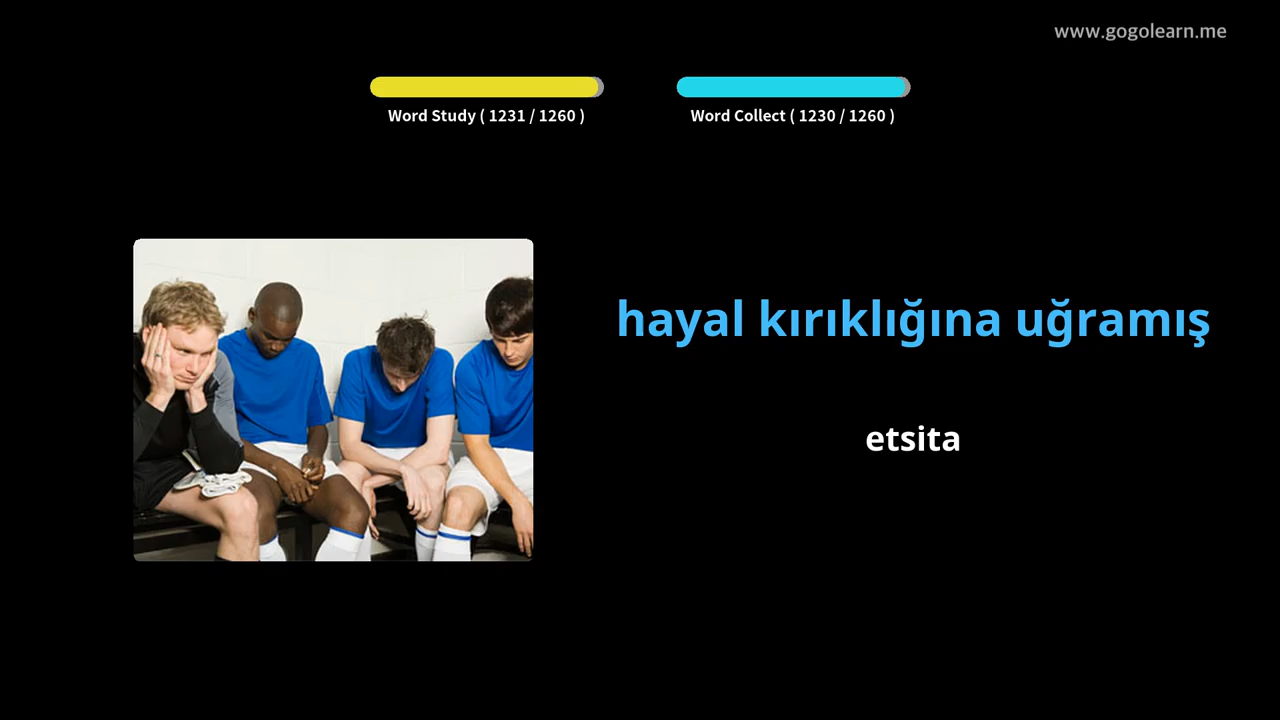 www.gogolearn.me
Word Study ( 1231 / 1260 )
Word Collect ( 1230 / 1260 )
hayal kırıklığına uğramış
etsita